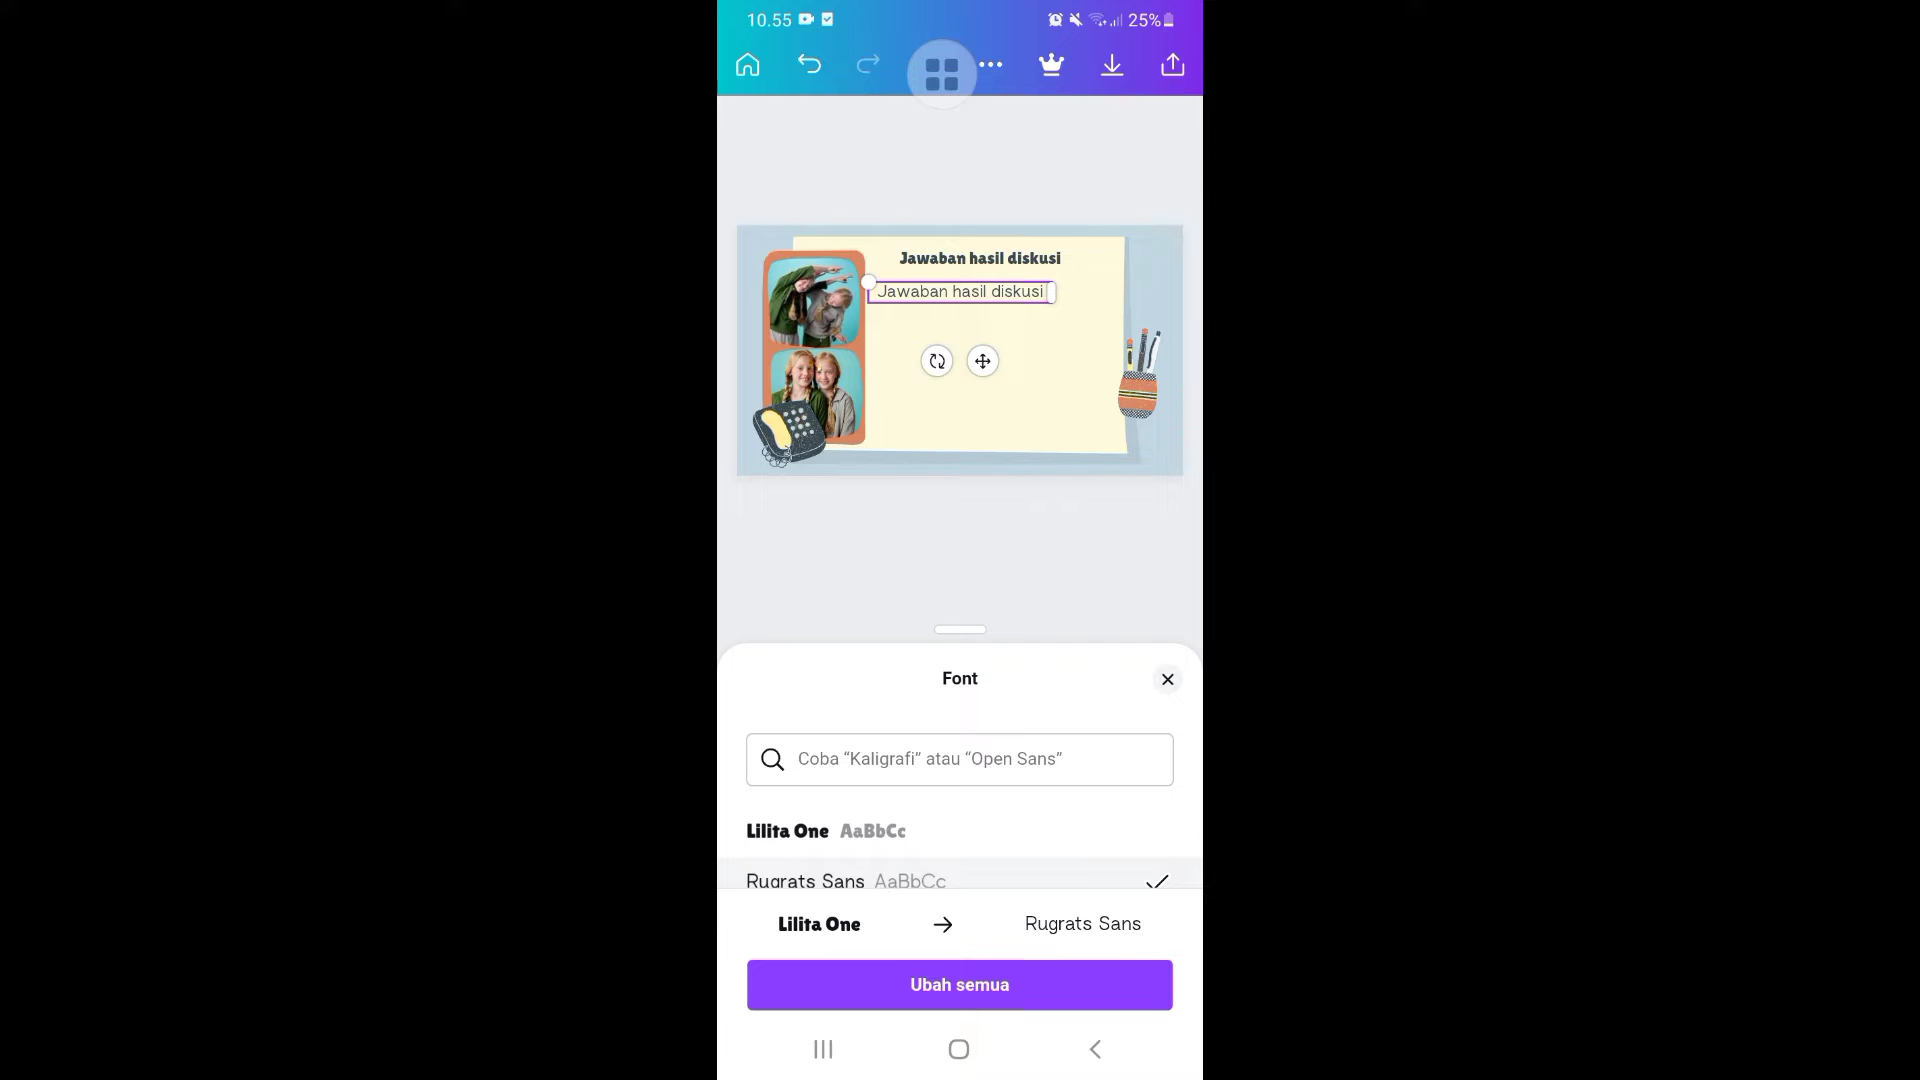 10.55
25%
Jawaban hasil diskusi
Jawaban hasil diskusi
Font
Coba “Kaligrafi” atau “Open Sans”
Lilita One AaBbCc
Rugrats Sans AaBbCc
Lilita One → Rugrats Sans
Ubah semua